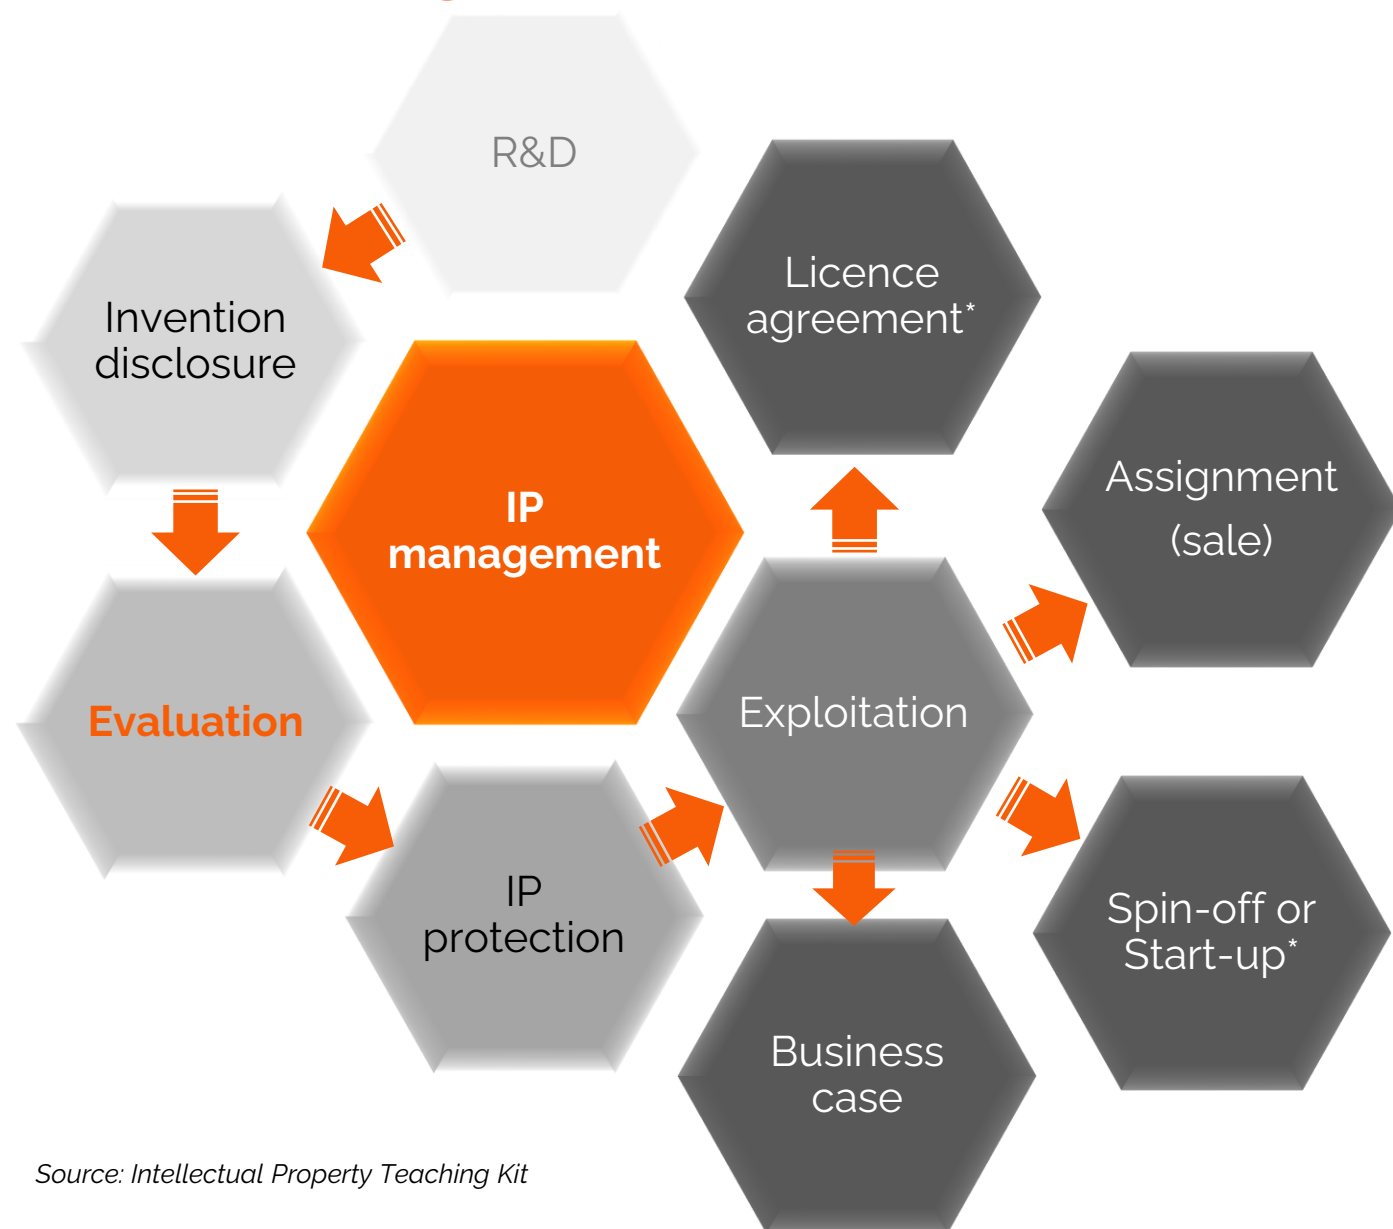 R&D
Invention
disclosure
Licence
agreement*
IP
management
Assignment
(sale)
Evaluation
Exploitation
IP
protection
Spin-off or
Start-up*
Business
case
Source: Intellectual Property Teaching Kit